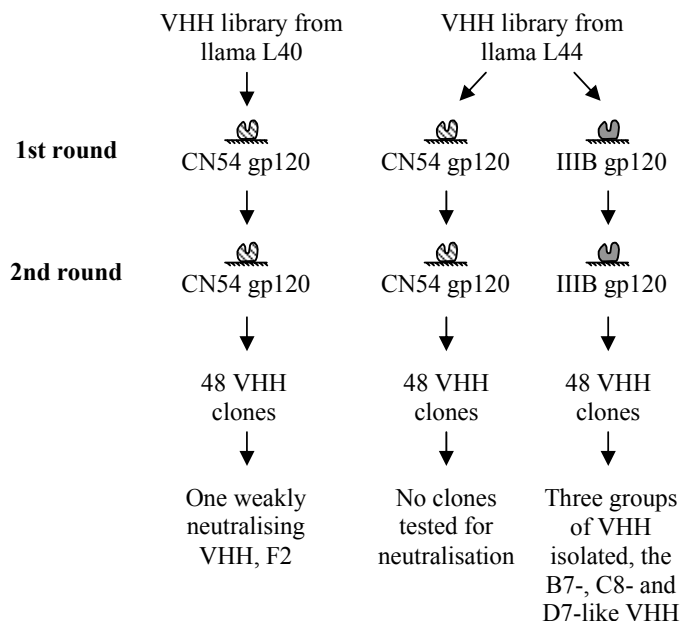 VHH library from
llama L40
VHH library from
llama L44
1st round
CN54 gp120
CN54 gp120
IIIB gp120
2nd round
CN54 gp120
CN54 gp120
IIIB gp120
48 VHH
clones
48 VHH
clones
48 VHH
clones
One weakly
neutralising
VHH, F2
No clones
tested for
neutralisation
Three groups
of VHH
isolated, the
B7-, C8- and
D7-like VHH